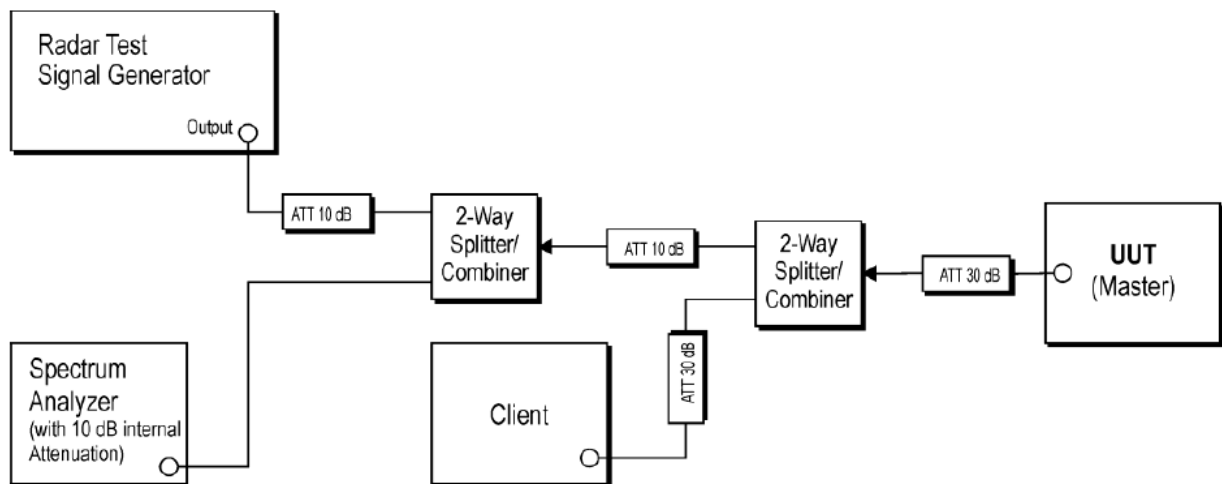 Radar Test
Signal Generator
Output
ATT 10 dB
2-Way
Splitter/
Combiner
ATT 10 dB
2-Way
Splitter/
Combiner
ATT 30 dB
UUT
(Master)
ATT 30 dB
Spectrum
Analyzer
(with 10 dB internal
Attenuation)
Client